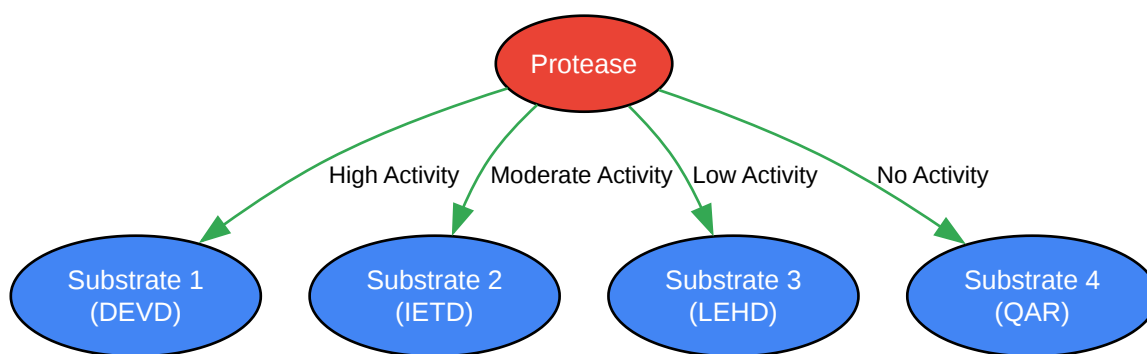 Protease
High Activity
Moderate Activity
Low Activity
No Activity
Substrate 1
(DEVD)
Substrate 2
(IETD)
Substrate 3
(LEHD)
Substrate 4
(QAR)